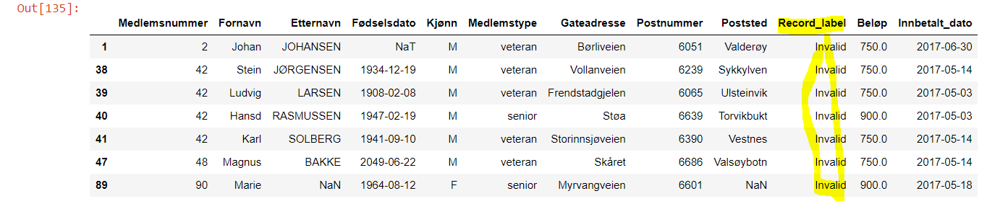 Out[135]:
Medlemsnummer Fornavn Etternavn Fødselsdato Kjønn Medlemstype Gateadresse Postnummer Poststed Record_label Beløp Innbetalt_dato
1 2 Johan JOHANSEN NaT M veteran Børliveien 6051 Valderøy Invalid 750.0 2017-06-30
38 42 Stein JØRGENSEN 1934-12-19 M veteran Vollanveien 6239 Sykkylven Invalid 750.0 2017-05-14
39 42 Ludvig LARSEN 1908-02-08 M veteran Frendstadgjelen 6065 Ulsteinvik Invalid 750.0 2017-05-03
40 42 Hansd RASMUSSEN 1947-02-19 M senior Støa 6639 Torvikbukt Invalid 900.0 2017-05-03
41 42 Karl SOLBERG 1941-09-10 M veteran Storinnsjøveien 6390 Vestnes Invalid 750.0 2017-05-14
47 48 Magnus BAKKE 2049-06-22 M veteran Skåret 6686 Valsøybotn Invalid 750.0 2017-05-14
89 90 Marie NaN 1964-08-12 F senior Myrvangveien 6601 NaN Invalid 900.0 2017-05-18